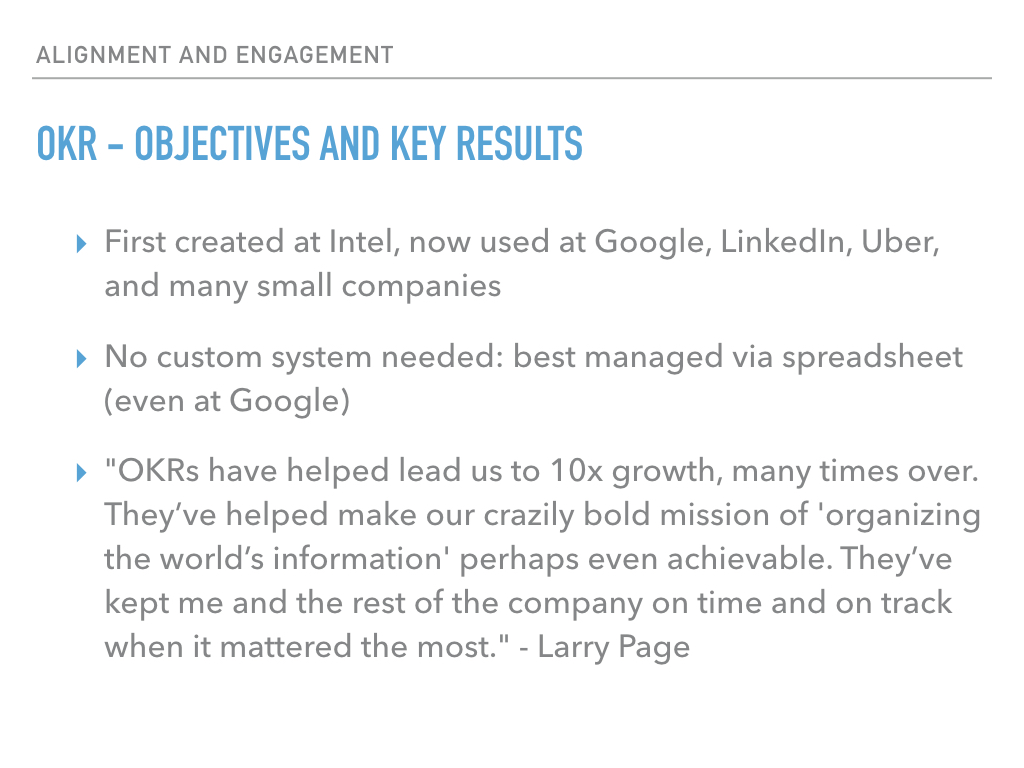 ALIGNMENT AND ENGAGEMENT
OKR - OBJECTIVES AND KEY RESULTS
First created at Intel, now used at Google, LinkedIn, Uber,
and many small companies
No custom system needed: best managed via spreadsheet
(even at Google)
"OKRs have helped lead us to 10x growth, many times over.
They’ve helped make our crazily bold mission of 'organizing
the world’s information' perhaps even achievable. They’ve
kept me and the rest of the company on time and on track
when it mattered the most." - Larry Page